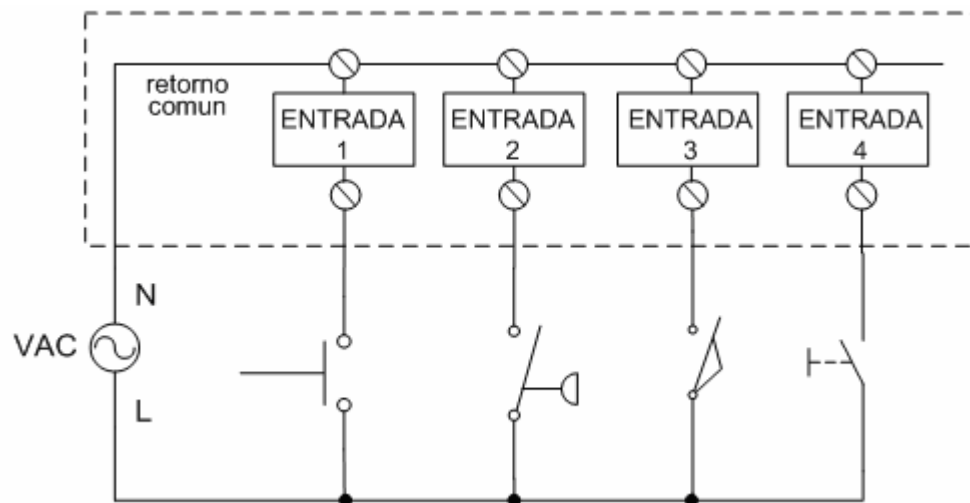 retorno
comun
ENTRADA
1
ENTRADA
2
ENTRADA
3
ENTRADA
4
N
VAC
L